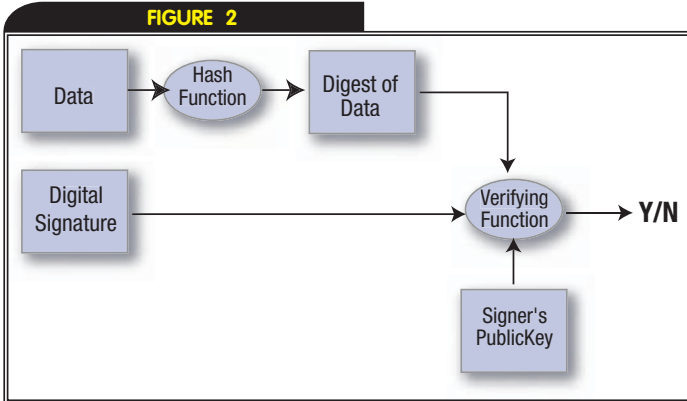 FIGURE 2
Data
Hash
Function
Digest of
Data
Digital
Signature
Verifying
Function
Y/N
Signer's
PublicKey